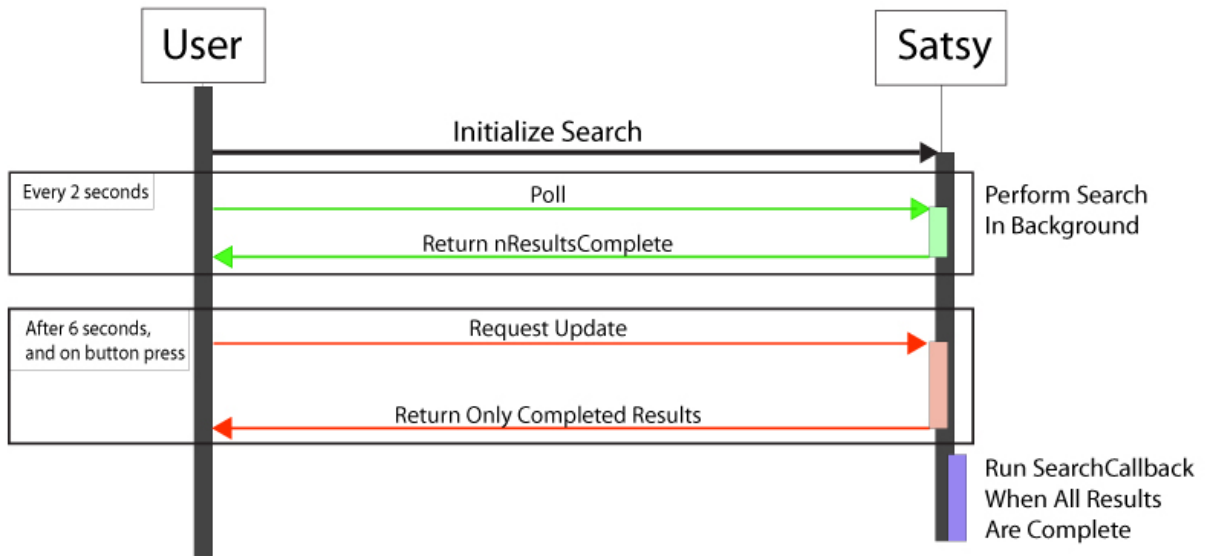 User
Satsy
Initialize Search
Every 2 seconds
Poll
Perform Search
In Background
Return nResultsComplete
After 6 seconds,
and on button press
Request Update
Return Only Completed Results
Run SearchCallback
When All Results
Are Complete